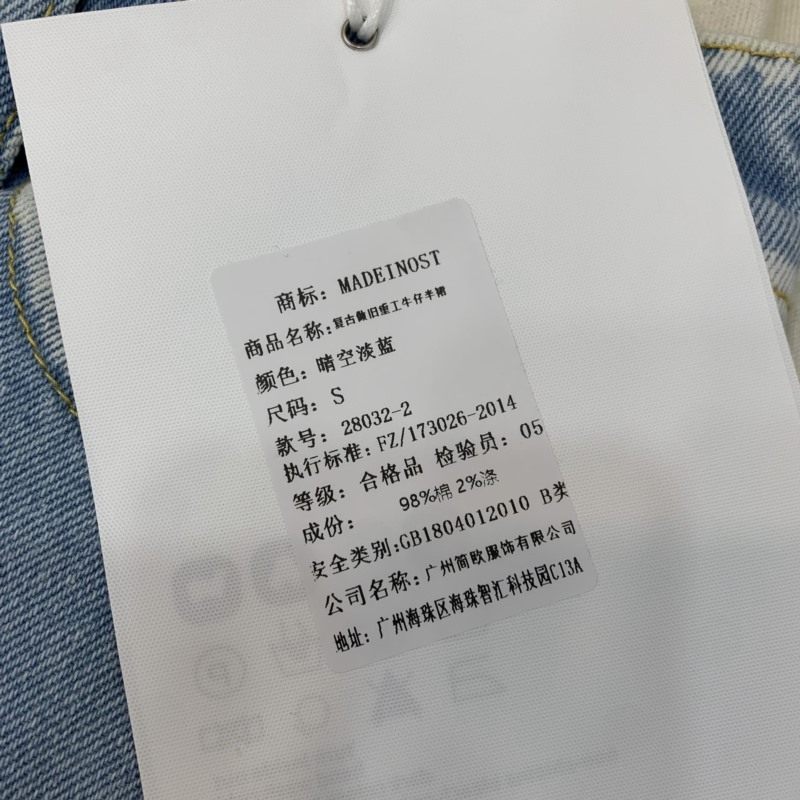 商标: MADEINOST
商品名称:复古做旧重工牛仔半裙
颜色: 晴空淡蓝
尺码: S
款号: 28032-2
执行标准: FZ/173026-2014
等级: 合格品 检验员: 05
成份: 98%棉 2%涤
安全类别:GB1804012010 B类
公司名称: 广州简欧服饰有限公司
地址: 广州海珠区海珠智汇科技园C13A